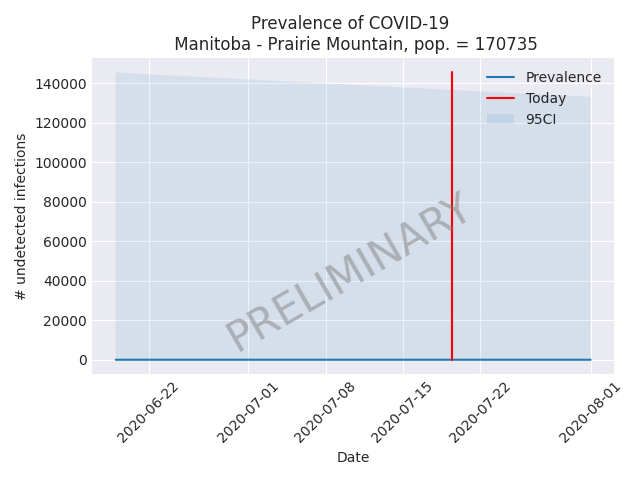 Prevalence of COVID-19
Manitoba - Prairie Mountain, pop. = 170735
# undetected infections
140000
120000
100000
80000
60000
40000
20000
0
Prevalence
Today
95CI
PRELIMINARY
2020-06-22
2020-07-01
2020-07-08
2020-07-15
2020-07-22
2020-08-01
Date